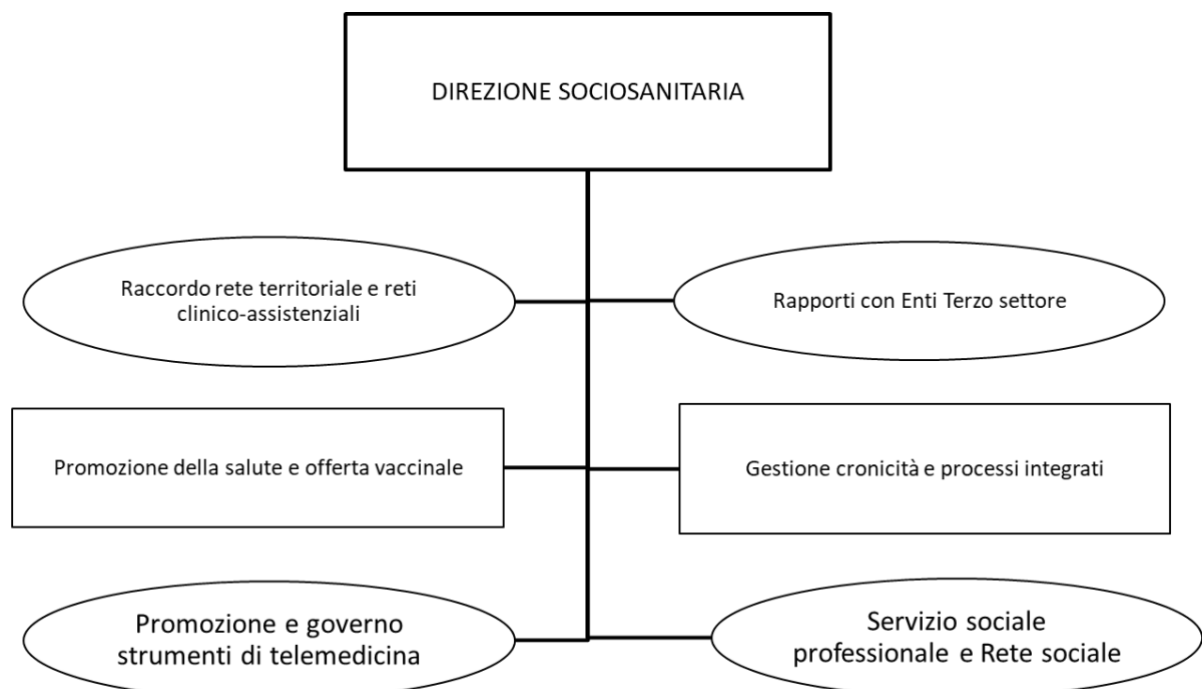 DIREZIONE SOCIOSANITARIA
Raccordo rete territoriale e reti
clinico-assistenziali
Rapporti con Enti Terzo settore
Promozione della salute e offerta vaccinale
Gestione cronicità e processi integrati
Promozione e governo
strumenti di telemedicina
Servizio sociale
professionale e Rete sociale